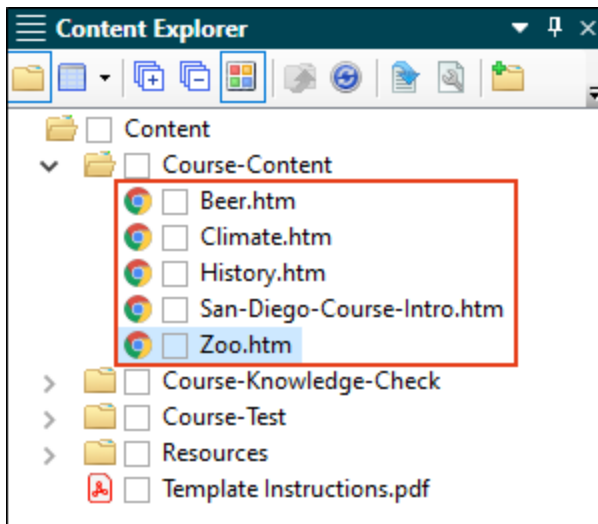 Content Explorer
Content
Course-Content
Beer.htm
Climate.htm
History.htm
San-Diego-Course-Intro.htm
Zoo.htm
Course-Knowledge-Check
Course-Test
Resources
Template Instructions.pdf